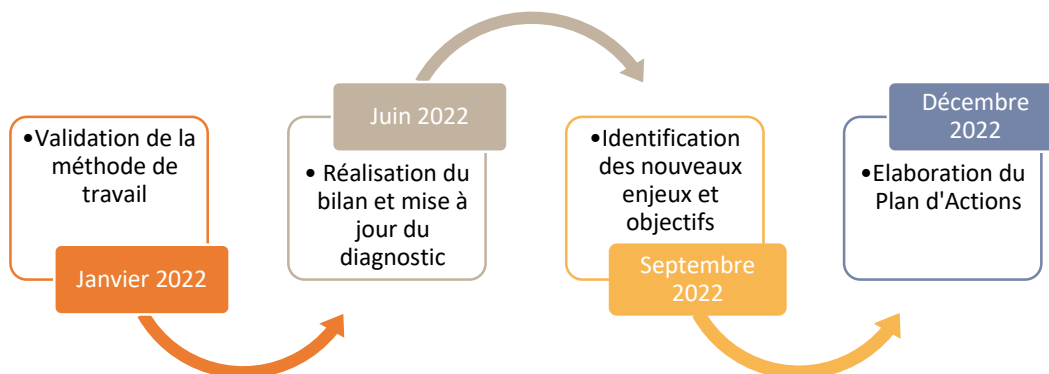 •Validation de la
méthode de
travail
Janvier 2022
Juin 2022
• Réalisation du
bilan et mise à
jour du
diagnostic
•Identification
des nouveaux
enjeux et
objectifs
Septembre
2022
Décembre
2022
•Elaboration du
Plan d'Actions